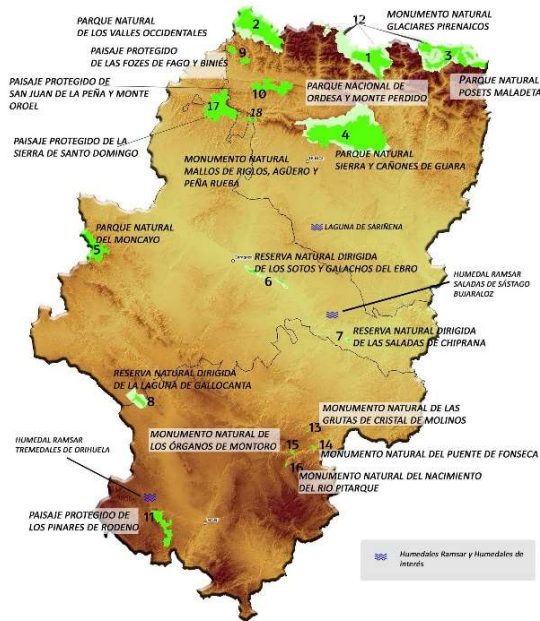 PARQUE NATURAL
DE LOS VALLES OCCIDENTALES
2
12
MONUMENTO NATURAL
GLACIARES PIRENAICOS
PAISAJE PROTEGIDO
DE LAS FOZES DE FAGO Y BINIÉS
9
1
3
PAISAJE PROTEGIDO DE
SAN JUAN DE LA PEÑA Y MONTE
OROEL
10
PARQUE NACIONAL DE
ORDESA Y MONTE PERDIDO
PARQUE NATURAL
POSETS MALADETA
17
18
4
PAISAJE PROTEGIDO DE LA
SIERRA DE SANTO DOMINGO
MONUMENTO NATURAL
MALLOS DE RIGLOS, AGÜERO Y
PEÑA RUEBA
PARQUE NATURAL
SIERRA Y CAÑONES DE GUARA
PARQUE NATURAL
DEL MONCAYO
5
LAGUNA DE SARIÑENA
RESERVA NATURAL DIRIGIDA
DE LOS SOTOS Y GALACHOS DEL EBRO
6
HUMEDAL RAMSAR
SALADAS DE SÁSTAGO
BUJARALOZ
7
RESERVA NATURAL DIRIGIDA
DE LAS SALADAS DE CHIPRANA
RESERVA NATURAL DIRIGIDA
DE LA LAGUNA DE GALLOCANTA
8
MONUMENTO NATURAL DE LAS
GRUTAS DE CRISTAL DE MOLINOS
13
MONUMENTO NATURAL DE
LOS ÓRGANOS DE MONTORO
15
14
MONUMENTO NATURAL DEL PUENTE DE FONSECA
16
MONUMENTO NATURAL DEL NACIMIENTO
DEL RIO PITARQUE
HUMEDAL RAMSAR
TREMEDALES DE ORIHUELA
11
PAISAJE PROTEGIDO DE
LOS PINARES DE RODENO
Humedales Ramsar y Humedales de
interés